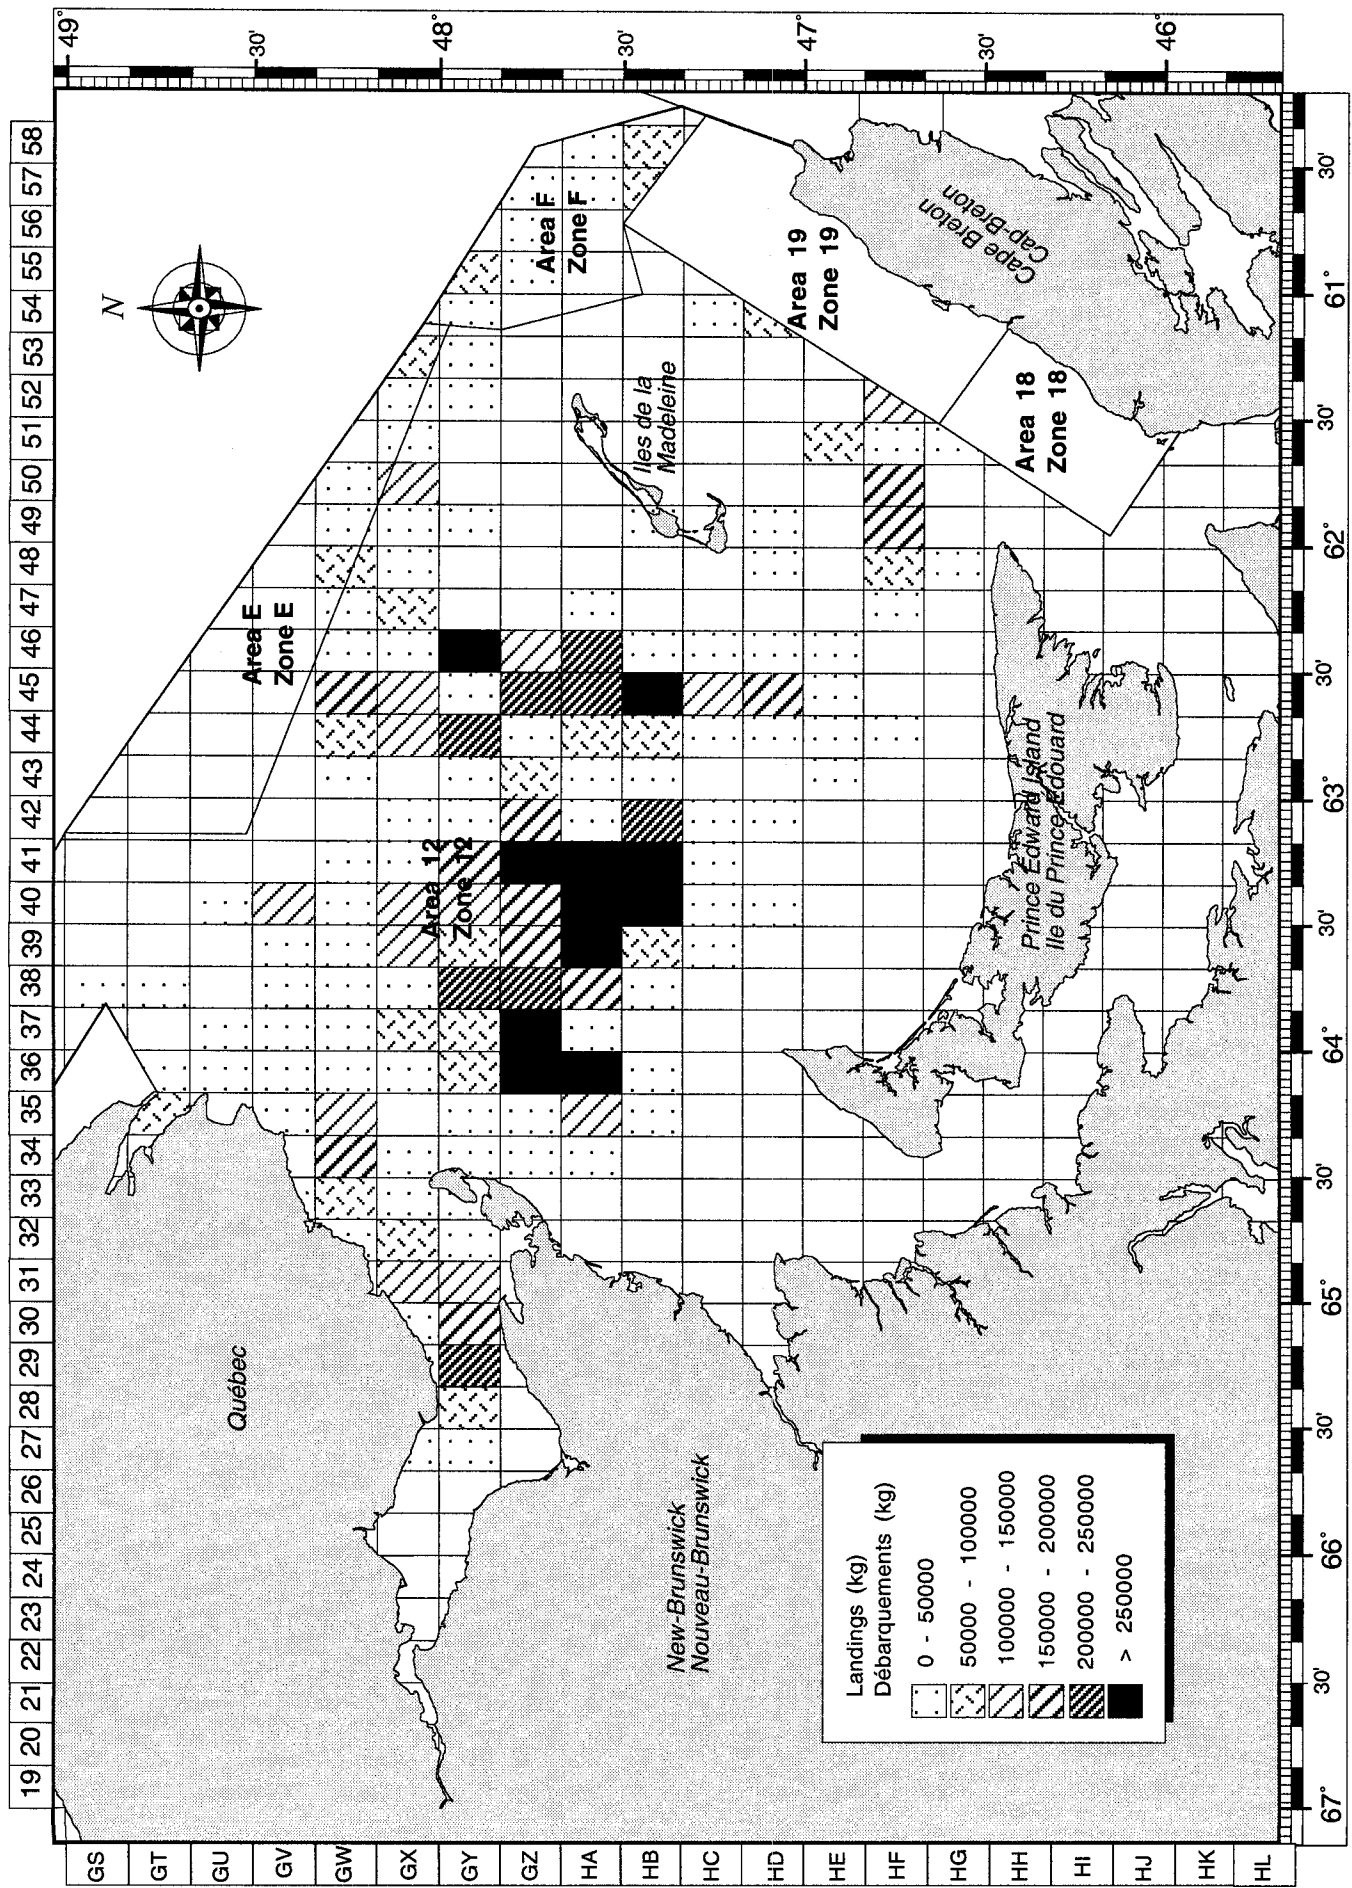 19 20 21 22 23 24 25 26 27 28 29 30 31 32 33 34 35 36 37 38 39 40 41 42 43 44 45 46 47 48 49 50 51 52 53 54 55 56 57 58
GS
GT
GU
GV
GW
GX
GY
GZ
HA
HB
HC
HD
HE
HF
HG
HH
HI
HJ
HK
HL
49°
30'
48°
30'
47°
30'
46°
67°
30'
66°
30'
65°
30'
64°
30'
63°
30'
62°
30'
61°
30'
N
Québec
New-Brunswick
Nouveau-Brunswick
Area E
Zone E
Area 12
Zone 12
Area F
Zone F
Iles de la
Madeleine
Area 19
Zone 19
Area 18
Zone 18
Cape Breton
Cap-Breton
Prince Edward Island
Ile du Prince-Édouard
Landings (kg)
Débarquements (kg)
0 - 50000
50000 - 100000
100000 - 150000
150000 - 200000
200000 - 250000
> 250000